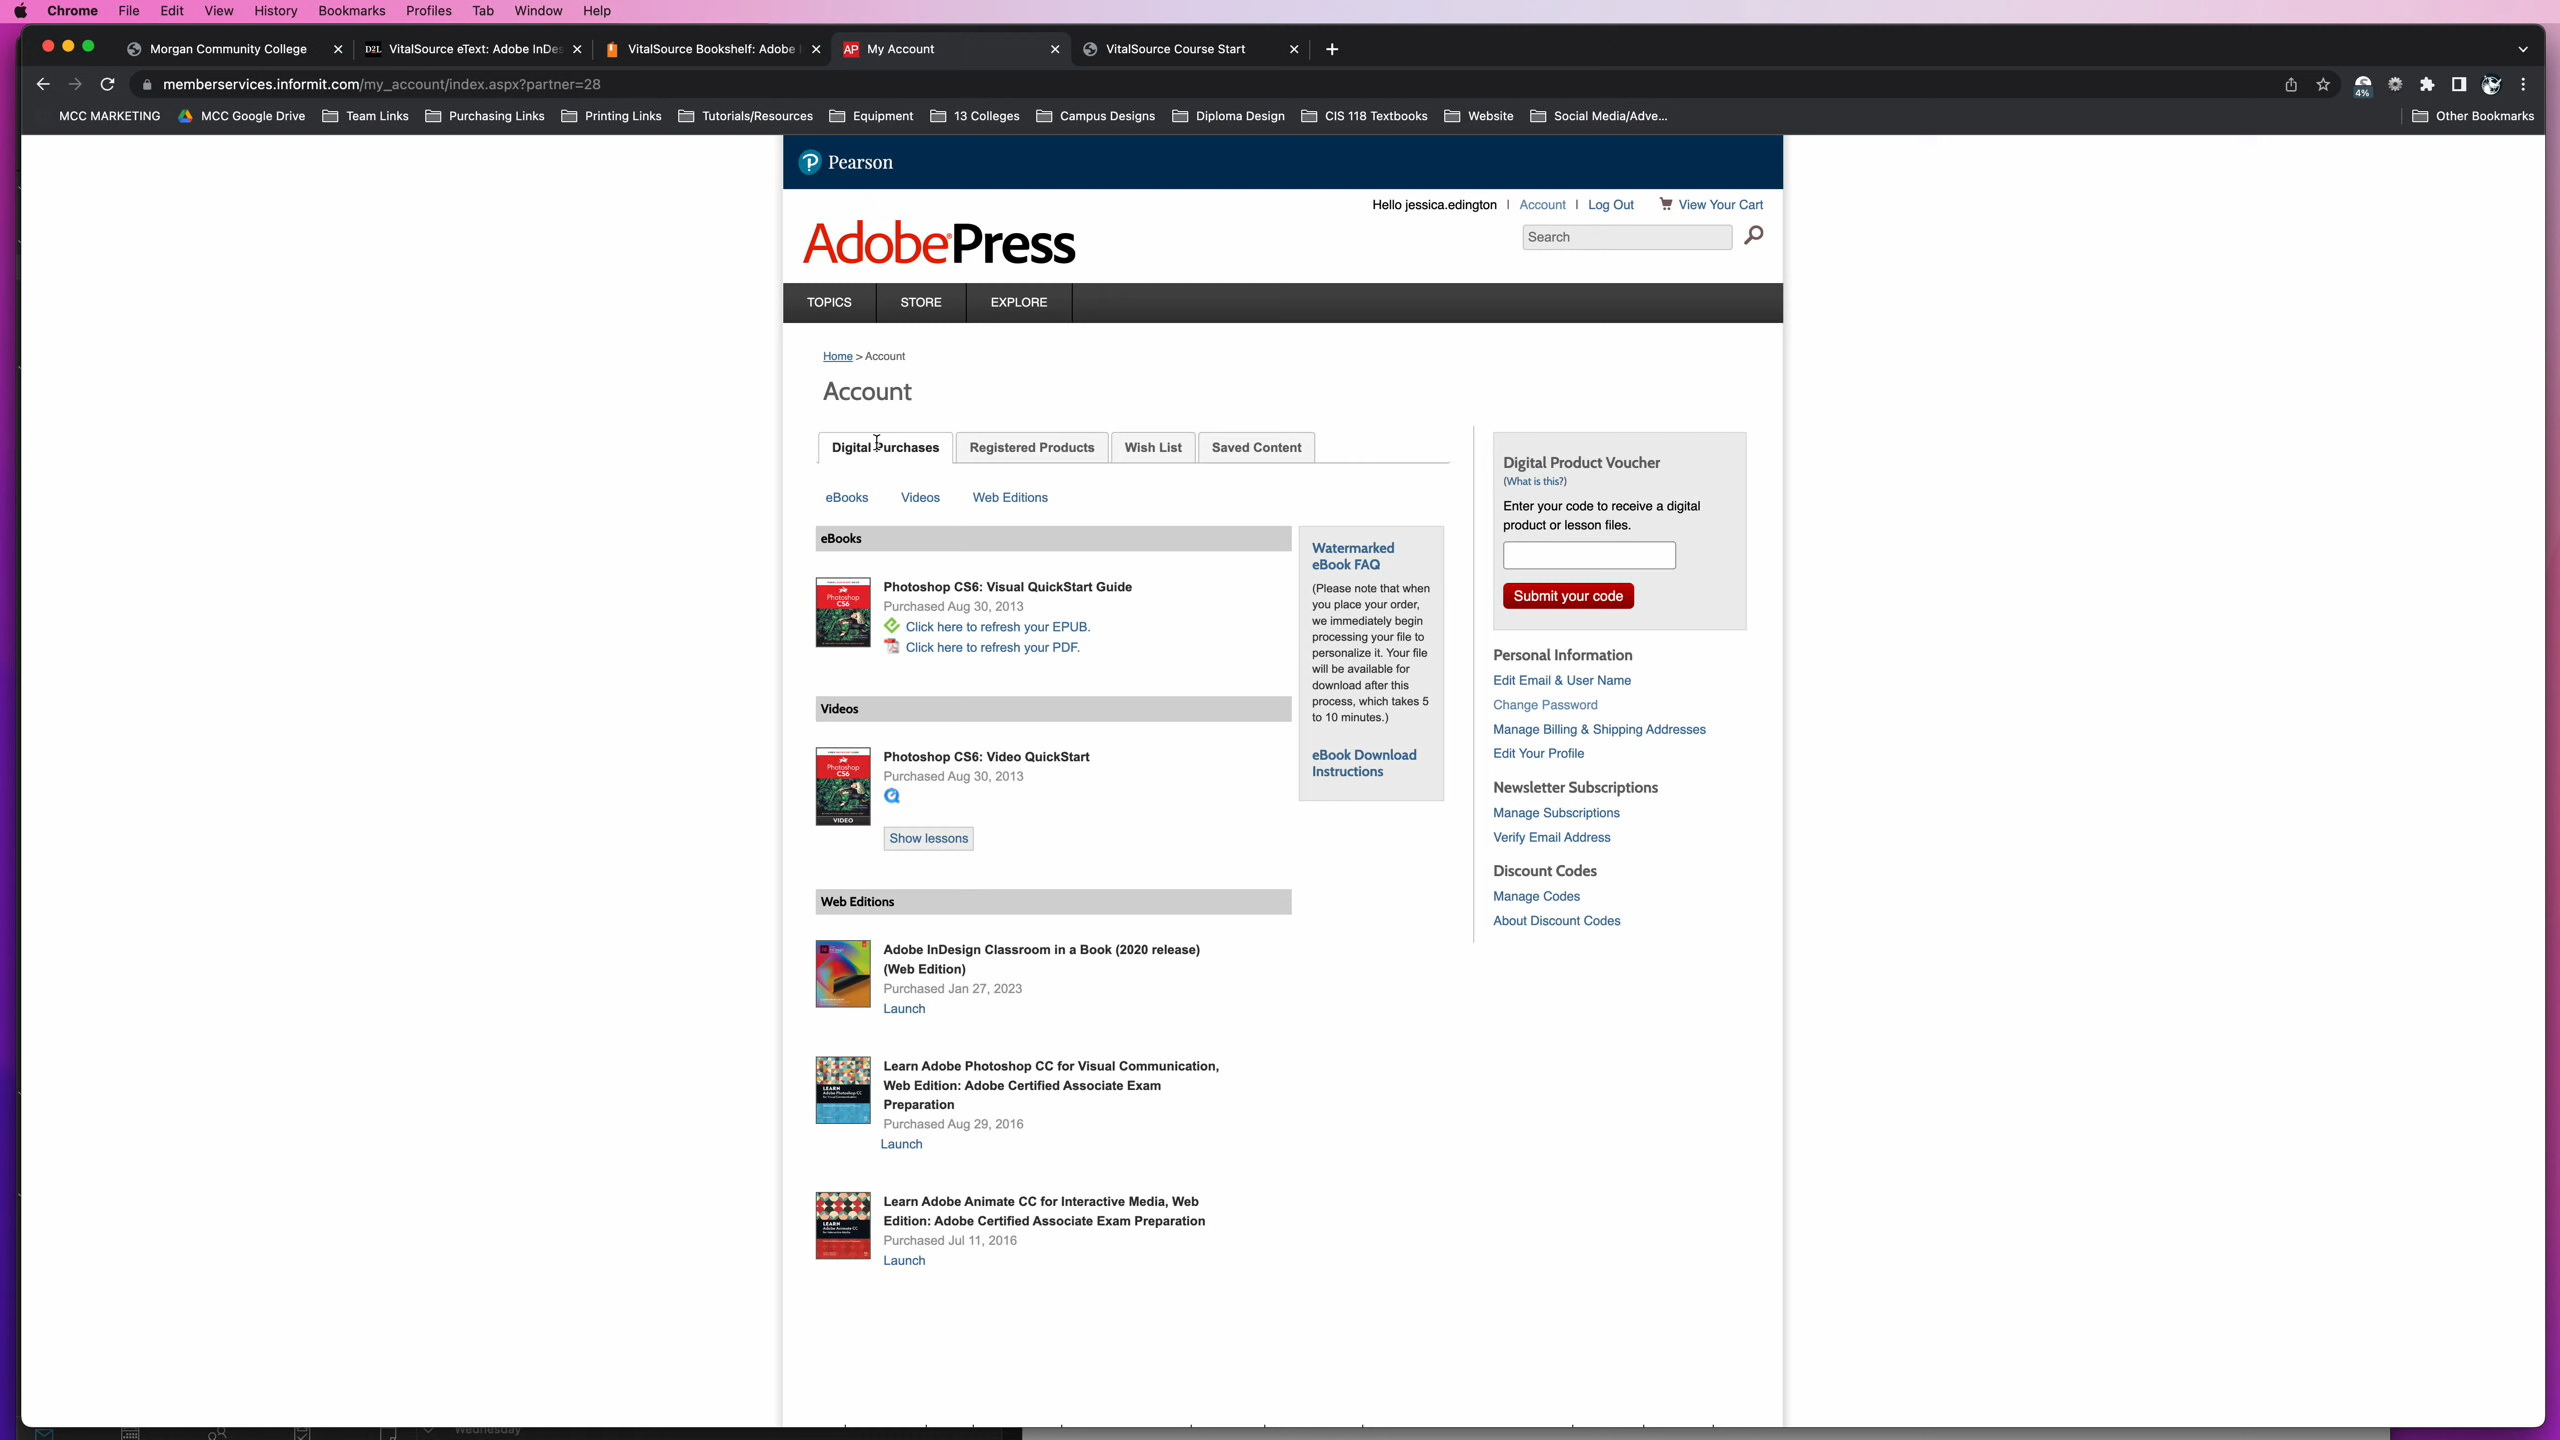 Chrome File Edit View History Bookmarks Profiles Tab Window Help
Morgan Community College
D2L VitalSource eText: Adobe InDes
VitalSource Bookshelf: Adobe
AP My Account
VitalSource Course Start
memberservices.informit.com/my_account/index.aspx?partner=28
4%
MCC MARKETING MCC Google Drive Team Links Purchasing Links Printing Links Tutorials/Resources Equipment 13 Colleges Campus Designs Diploma Design CIS 118 Textbooks Website Social Media/Adve... Other Bookmarks
Pearson
Hello jessica.edington | Account | Log Out View Your Cart
Adobe Press
Search
TOPICS STORE EXPLORE
Home > Account
Account
Digital Purchases Registered Products Wish List Saved Content
eBooks Videos Web Editions
eBooks
Photoshop CS6: Visual QuickStart Guide
Purchased Aug 30, 2013
Click here to refresh your EPUB.
Click here to refresh your PDF.
Watermarked
eBook FAQ
(Please note that when
you place your order,
we immediately begin
processing your file to
personalize it. Your file
will be available for
download after this
process, which takes 5
to 10 minutes.)
eBook Download
Instructions
Videos
Photoshop CS6: Video QuickStart
Purchased Aug 30, 2013
VIDEO
Show lessons
Web Editions
Adobe InDesign Classroom in a Book (2020 release)
(Web Edition)
Purchased Jan 27, 2023
Launch
Learn Adobe Photoshop CC for Visual Communication,
Web Edition: Adobe Certified Associate Exam
Preparation
Purchased Aug 29, 2016
Launch
Learn Adobe Animate CC for Interactive Media, Web
Edition: Adobe Certified Associate Exam Preparation
Purchased Jul 11, 2016
Launch
Digital Product Voucher
(What is this?)
Enter your code to receive a digital
product or lesson files.
Submit your code
Personal Information
Edit Email & User Name
Change Password
Manage Billing & Shipping Addresses
Edit Your Profile
Newsletter Subscriptions
Manage Subscriptions
Verify Email Address
Discount Codes
Manage Codes
About Discount Codes
Wednesday